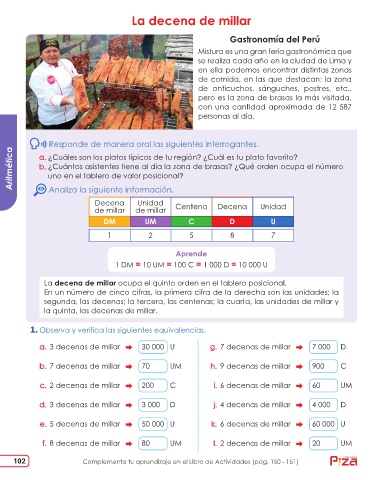 La decena de millar
Gastronomía del Perú
Mistura es una gran feria gastronómica que
se realiza cada año en la ciudad de Lima y
en ella podemos encontrar distintas zonas
de comida, en las que destacan: la zona
de anticuchos, sánguches, postres, etc.,
pero es la zona de brasas la más visitada,
con una cantidad aproximada de 12 587
personas al día.
Aritmética
Responde de manera oral las siguientes interrogantes.
a. ¿Cuáles son los platos típicos de tu región? ¿Cuál es tu plato favorito?
b. ¿Cuántos asistentes tiene al día la zona de brasas? ¿Qué orden ocupa el número
uno en el tablero de valor posicional?
Analiza la siguiente información.
Decena de millar Unidad de millar Centena Decena Unidad
DM UM C D U
1 2 5 8 7
Aprende
1 DM = 10 UM = 100 C = 1 000 D = 10 000 U
La decena de millar ocupa el quinto orden en el tablero posicional.
En un número de cinco cifras, la primera cifra de la derecha son las unidades; la
segunda, las decenas; la tercera, las centenas; la cuarta, las unidades de millar y
la quinta, las decenas de millar.
1. Observa y verifica las siguientes equivalencias.
a. 3 decenas de millar ➡ 30 000 U
b. 7 decenas de millar ➡ 70 UM
c. 2 decenas de millar ➡ 200 C
d. 3 decenas de millar ➡ 3 000 D
e. 5 decenas de millar ➡ 50 000 U
f. 8 decenas de millar ➡ 80 UM
g. 7 decenas de millar ➡ 7 000 D
h. 9 decenas de millar ➡ 900 C
i. 6 decenas de millar ➡ 60 UM
j. 4 decenas de millar ➡ 4 000 D
k. 6 decenas de millar ➡ 60 000 U
l. 2 decenas de millar ➡ 20 UM
102
Complementa tu aprendizaje en el Libro de Actividades (pág. 150 - 151)